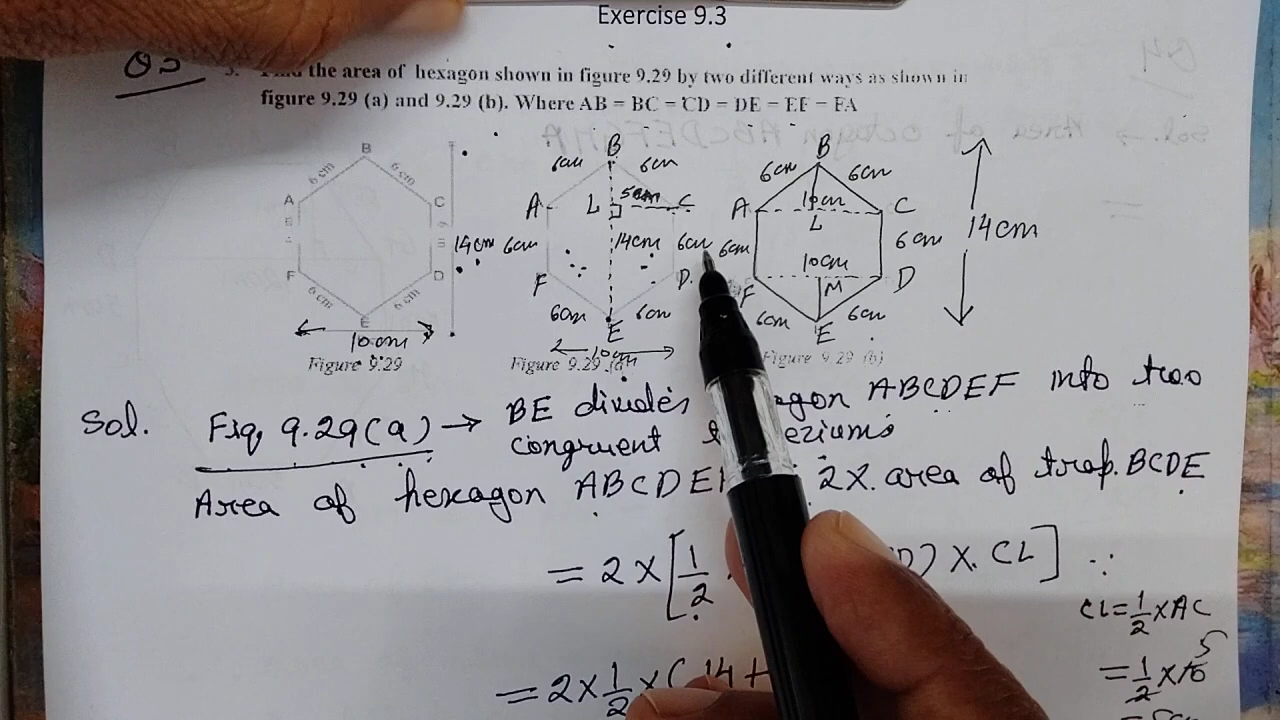 Exercise 9.3
Q5
the area of hexagon shown in figure 9.29 by two different ways as shown in
figure 9.29 (a) and 9.29 (b). Where AB = BC = CD = DE = EF = FA
B
6 cm 6 cm
A C
14cm
F D
6 cm 6 cm
E
10cm
Figure 9.29
B
6cm 6cm
A L 5cm C
6cm 14cm 6cm
F D
6cm 6cm
E
10cm
Figure 9.29 (a)
B
6cm 6cm
A 10cm C
L
6cm 6cm 14cm
10cm
F M D
6cm 6cm
E
Figure 9.29 (b)
Sol. Fig 9.29(a) → BE divides ABCDEF into two
congruent
Area of hexagon ABCDE 2X. area of trap. BCDE
= 2 X [1/2 D) X. CL] ∵
CL = 1/2 X AC
= 2 X 1/2 X ( 14 +
= 1/2 X 10 5